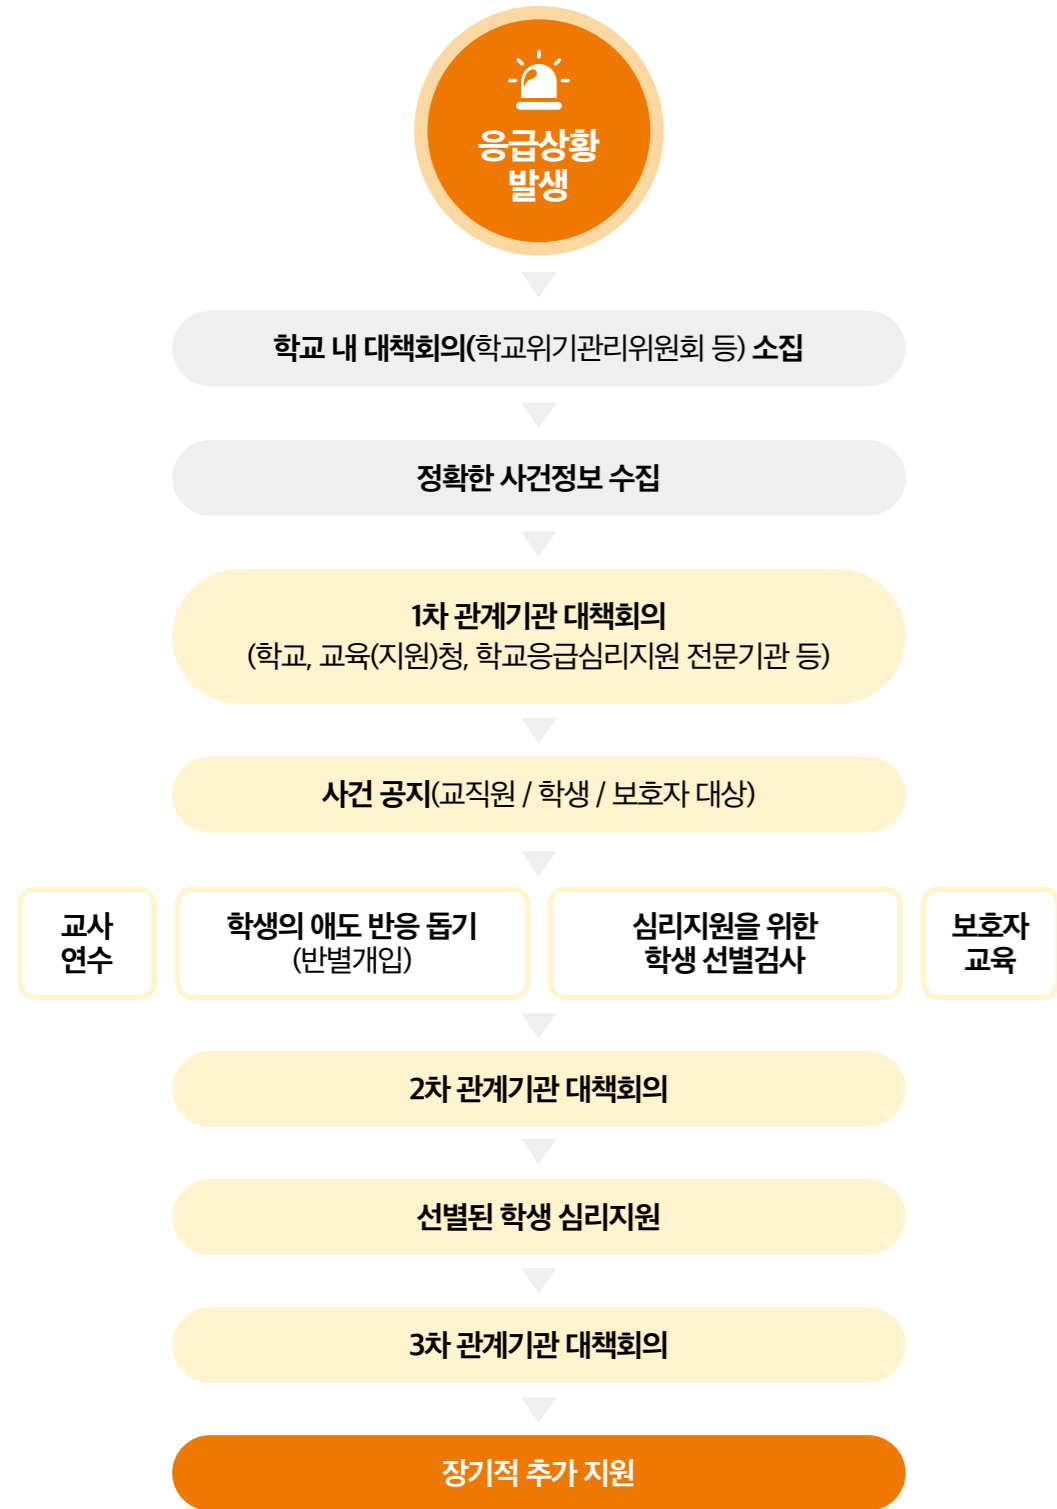 응급상황
발생
학교 내 대책회의(학교위기관리위원회 등) 소집
정확한 사건정보 수집
1차 관계기관 대책회의
(학교, 교육(지원)청, 학교응급심리지원 전문기관 등)
사건 공지(교직원 / 학생 / 보호자 대상)
교사
연수
학생의 애도 반응 돕기
(반별개입)
심리지원을 위한
학생 선별검사
보호자
교육
2차 관계기관 대책회의
선별된 학생 심리지원
3차 관계기관 대책회의
장기적 추가 지원